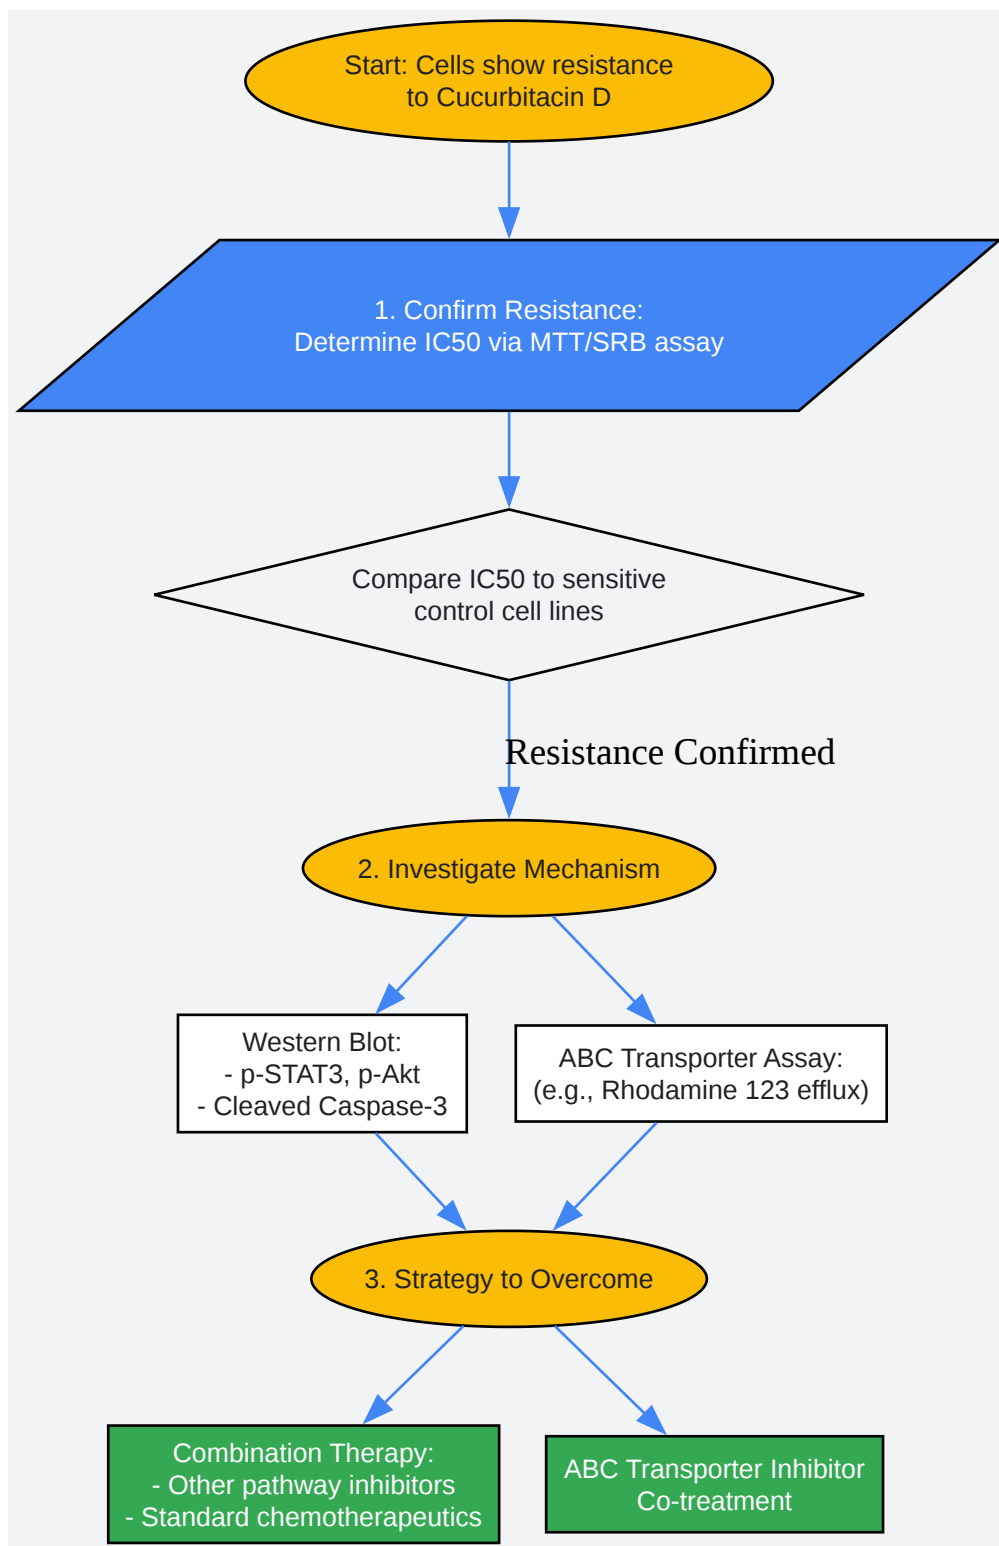 Start: Cells show resistance
to Cucurbitacin D
1. Confirm Resistance:
Determine IC50 via MTT/SRB assay
Compare IC50 to sensitive
control cell lines
Resistance Confirmed
2. Investigate Mechanism
Western Blot:
- p-STAT3, p-Akt
- Cleaved Caspase-3
ABC Transporter Assay:
(e.g., Rhodamine 123 efflux)
3. Strategy to Overcome
Combination Therapy:
- Other pathway inhibitors
- Standard chemotherapeutics
ABC Transporter Inhibitor
Co-treatment